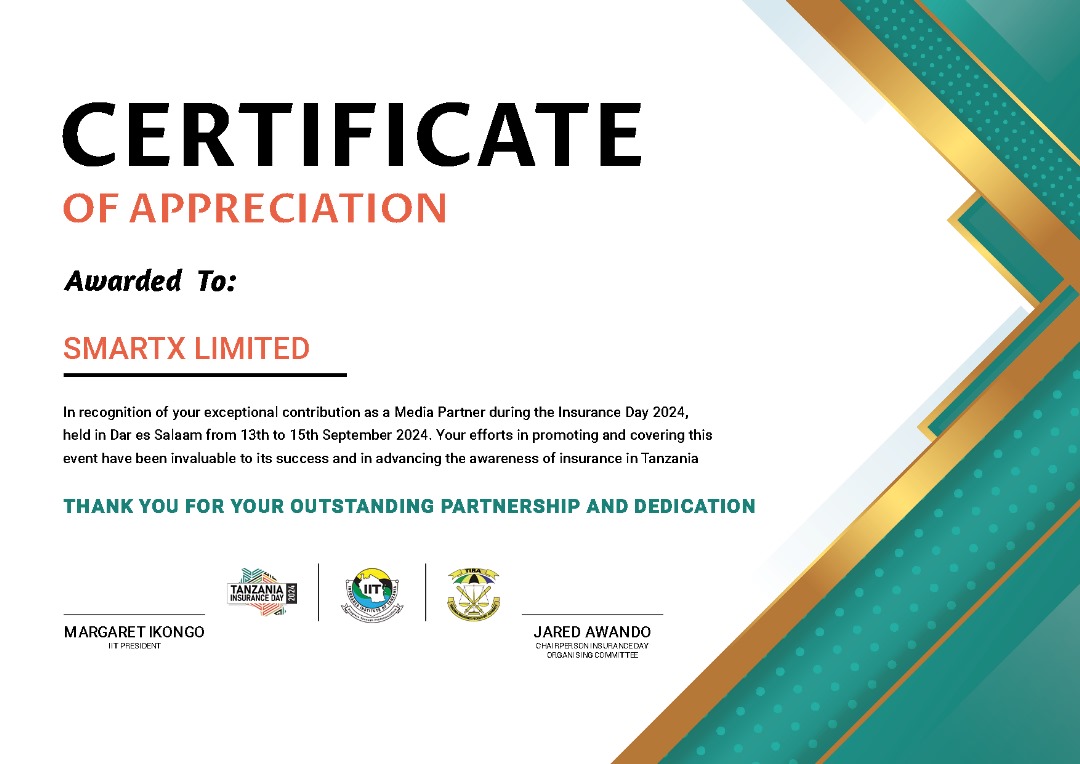 CERTIFICATE
OF APPRECIATION
Awarded To:
SMARTX LIMITED
In recognition of your exceptional contribution as a Media Partner during the Insurance Day 2024,
held in Dar es Salaam from 13th to 15th September 2024. Your efforts in promoting and covering this
event have been invaluable to its success and in advancing the awareness of insurance in Tanzania
THANK YOU FOR YOUR OUTSTANDING PARTNERSHIP AND DEDICATION
TANZANIA
INSURANCE DAY
2024
IIT
INSURANCE INSTITUTE OF TANZANIA
TIRA
MARGARET IKONGO
IIT PRESIDENT
JARED AWANDO
CHAIRPERSON INSURANCE DAY
ORGANISING COMMITTEE